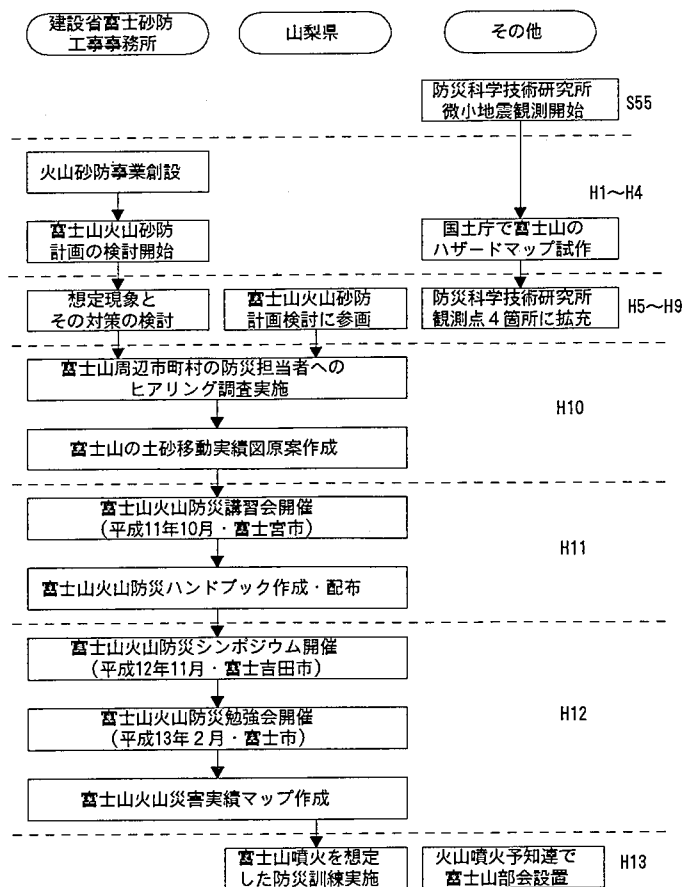 建設省富士砂防
工事事務所
山梨県
その他
防災科学技術研究所
微小地震観測開始
S55
火山砂防事業創設
H1～H4
富士山火山砂防
計画の検討開始
国土庁で富士山の
ハザードマップ試作
想定現象と
その対策の検討
富士山火山砂防
計画検討に参画
防災科学技術研究所
観測点4箇所に拡充
H5～H9
富士山周辺市町村の防災担当者への
ヒアリング調査実施
H10
富士山の土砂移動実績図原案作成
富士山火山防災講習会開催
(平成11年10月・富士宮市)
H11
富士山火山防災ハンドブック作成・配布
富士山火山防災シンポジウム開催
(平成12年11月・富士吉田市)
H12
富士山火山防災勉強会開催
(平成13年2月・富士市)
富士山火山災害実績マップ作成
富士山噴火を想定
した防災訓練実施
火山噴火予知達で
富士山部会設置
H13